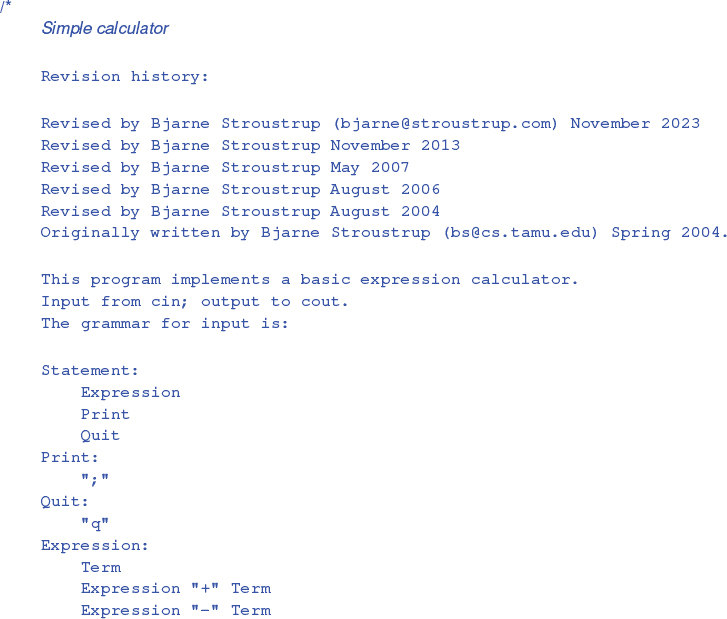 /*
Simple calculator
Revision history:
Revised by Bjarne Stroustrup (bjarne@stroustrup.com) November 2023
Revised by Bjarne Stroustrup November 2013
Revised by Bjarne Stroustrup May 2007
Revised by Bjarne Stroustrup August 2006
Revised by Bjarne Stroustrup August 2004
Originally written by Bjarne Stroustrup (bs@cs.tamu.edu) Spring 2004.
This program implements a basic expression calculator.
Input from cin; output to cout.
The grammar for input is:
Statement:
Expression
Print
Quit
Print:
";"
Quit:
"q"
Expression:
Term
Expression "+" Term
Expression "-" Term